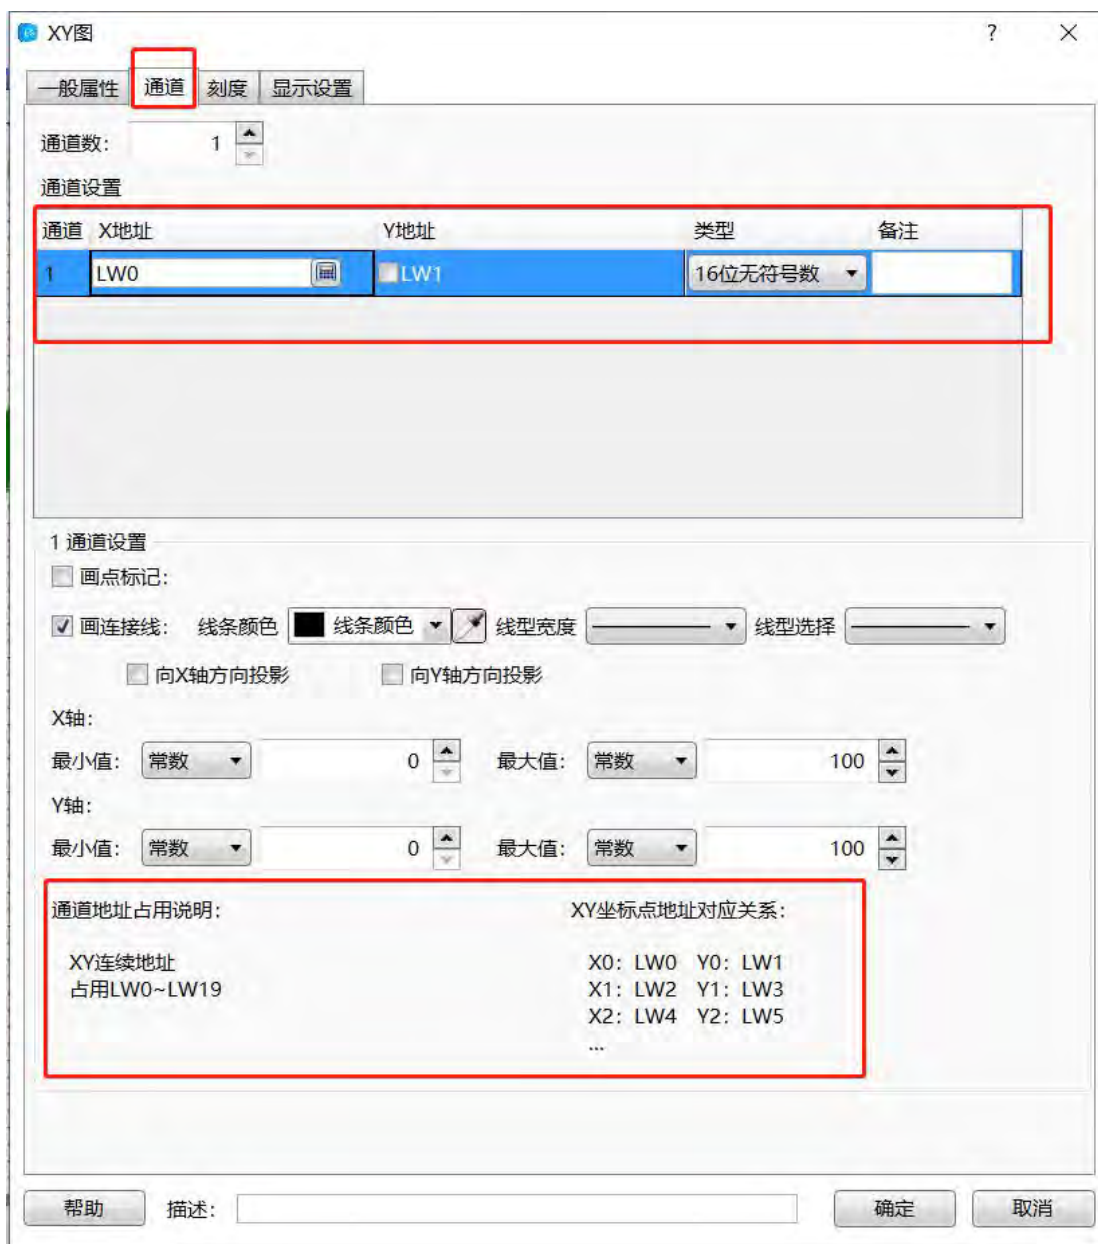 XY图 ?
一般属性 通道 刻度 显示设置
通道数: 1
通道设置
通道 X地址 Y地址 类型 备注
1 LW0 LW1 16位无符号数
1 通道设置
画点标记:
画连接线: 线条颜色 线条颜色 线型宽度 线型选择
向X轴方向投影 向Y轴方向投影
X轴:
最小值: 常数 0 最大值: 常数 100
Y轴:
最小值: 常数 0 最大值: 常数 100
通道地址占用说明: XY坐标点地址对应关系:
XY连续地址 X0: LW0 Y0: LW1
占用LW0~LW19 X1: LW2 Y1: LW3
X2: LW4 Y2: LW5
...
帮助 描述: 确定 取消